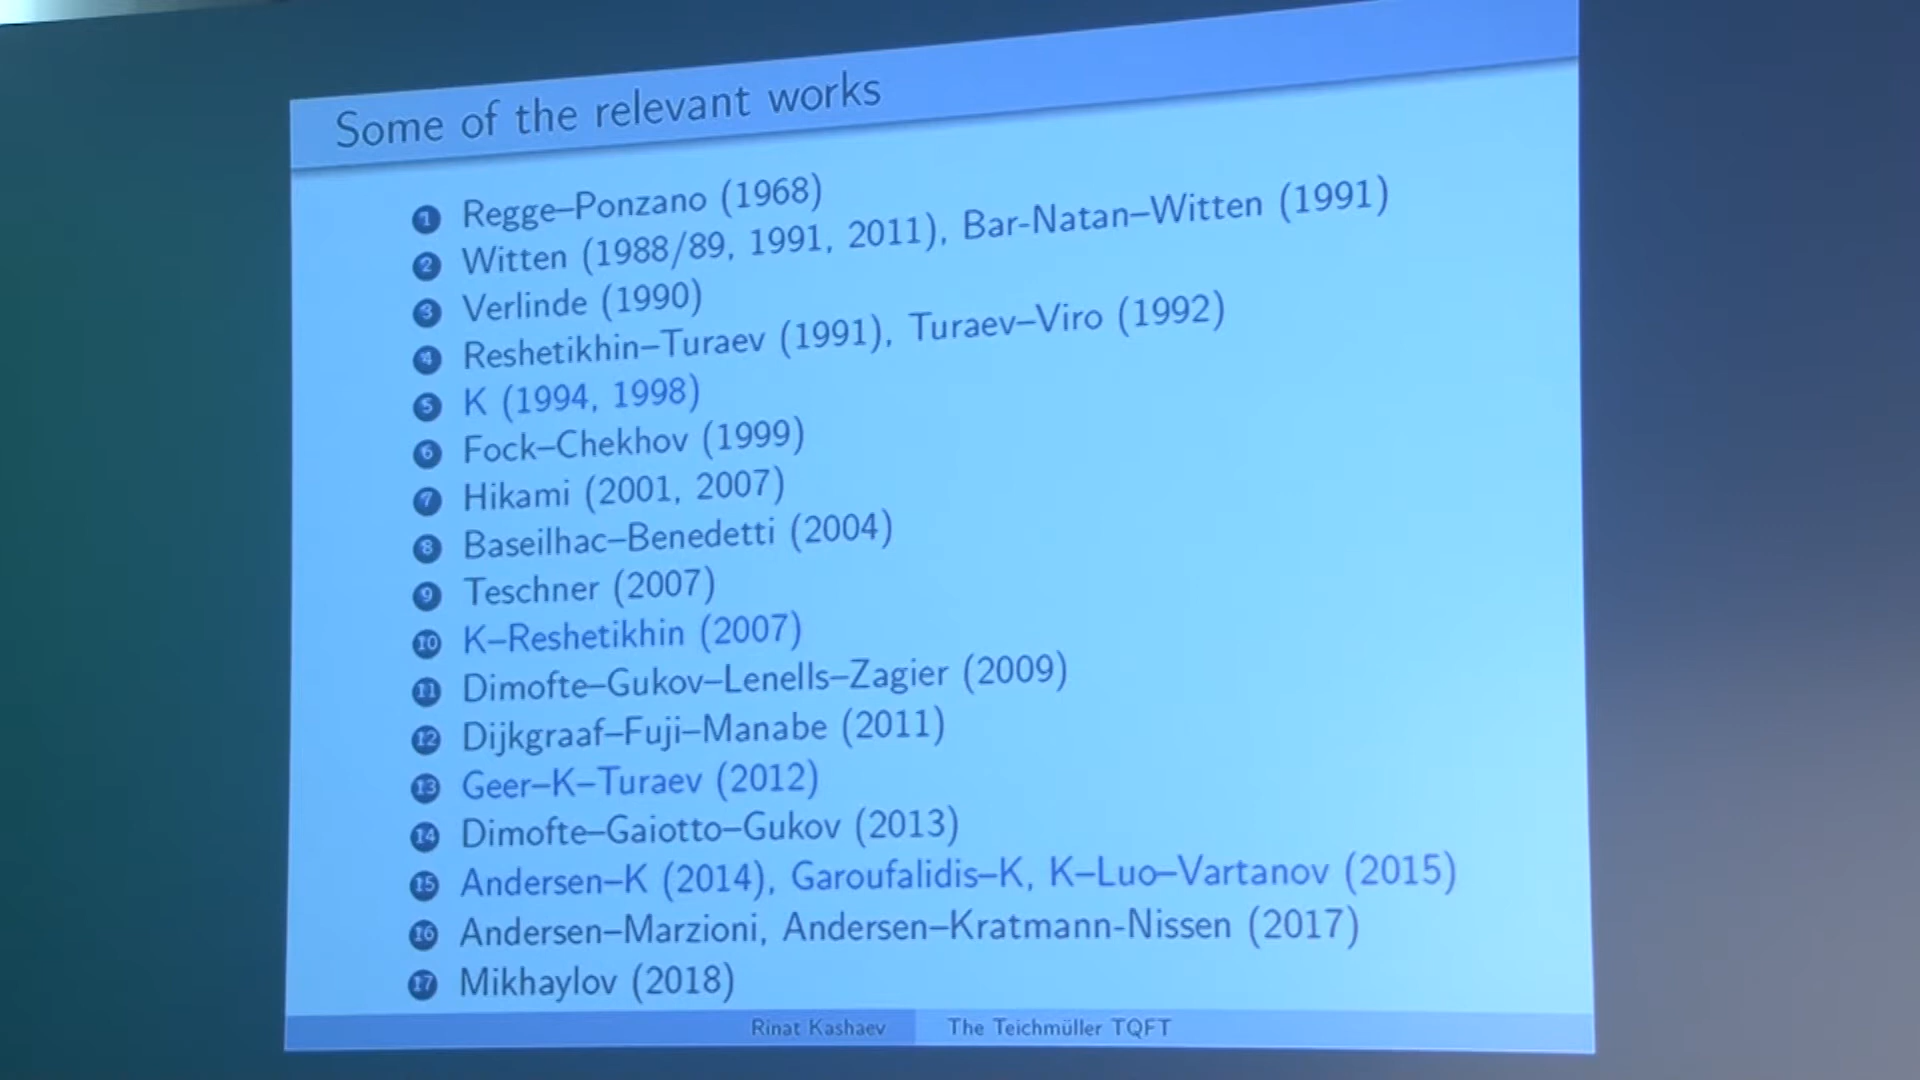 Some of the relevant works
1 Regge–Ponzano (1968)
2 Witten (1988/89, 1991, 2011), Bar-Natan–Witten (1991)
3 Verlinde (1990)
4 Reshetikhin–Turaev (1991), Turaev–Viro (1992)
5 K (1994, 1998)
6 Fock–Chekhov (1999)
7 Hikami (2001, 2007)
8 Baseilhac–Benedetti (2004)
9 Teschner (2007)
10 K–Reshetikhin (2007)
11 Dimofte–Gukov–Lenells–Zagier (2009)
12 Dijkgraaf–Fuji–Manabe (2011)
13 Geer–K–Turaev (2012)
14 Dimofte–Gaiotto–Gukov (2013)
15 Andersen–K (2014), Garoufalidis–K, K–Luo–Vartanov (2015)
16 Andersen–Marzioni, Andersen–Kratmann-Nissen (2017)
17 Mikhaylov (2018)
Rinat Kashaev The Teichmüller TQFT